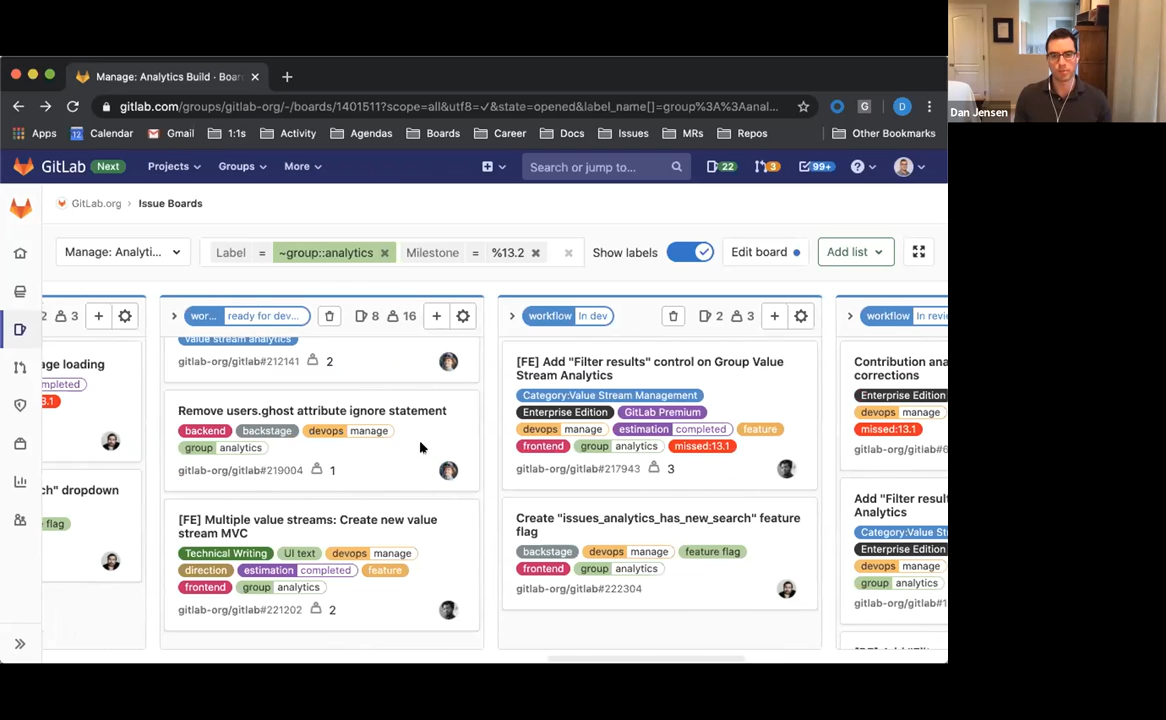 Manage: Analytics Build · Boar
gitlab.com/groups/gitlab-org/-/boards/1401511?scope=all&utf8=✓&state=opened&label_name[]=group%3A%3Aanal...
G
D
Dan Jensen
Apps
Calendar
Gmail
1:1s
Activity
Agendas
Boards
Career
Docs
Issues
MRs
Repos
Other Bookmarks
GitLab
Next
Projects
Groups
More
Search or jump to...
22
3
99+
GitLab.org › Issue Boards
Manage: Analyti...
Label = ~group::analytics
Milestone = %13.2
Show labels
Edit board
Add list
2 3
wor... ready for dev...
8 16
workflow In dev
2 3
workflow In revie
age loading
mpleted
3.1
ch" dropdown
flag
value stream analytics
gitlab-org/gitlab#212141 2
Remove users.ghost attribute ignore statement
backend backstage devops manage
group analytics
gitlab-org/gitlab#219004 1
[FE] Multiple value streams: Create new value
stream MVC
Technical Writing UI text devops manage
direction estimation completed feature
frontend group analytics
gitlab-org/gitlab#221202 2
[FE] Add "Filter results" control on Group Value
Stream Analytics
Category:Value Stream Management
Enterprise Edition GitLab Premium
devops manage estimation completed feature
frontend group analytics missed:13.1
gitlab-org/gitlab#217943 3
Create "issues_analytics_has_new_search" feature
flag
backstage devops manage feature flag
frontend group analytics
gitlab-org/gitlab#222304
Contribution ana
corrections
Enterprise Edition
devops manage
missed:13.1
gitlab-org/gitlab#6
Add "Filter resul
Analytics
Category:Value St
Enterprise Edition
devops manage
group analytics
gitlab-org/gitlab#1